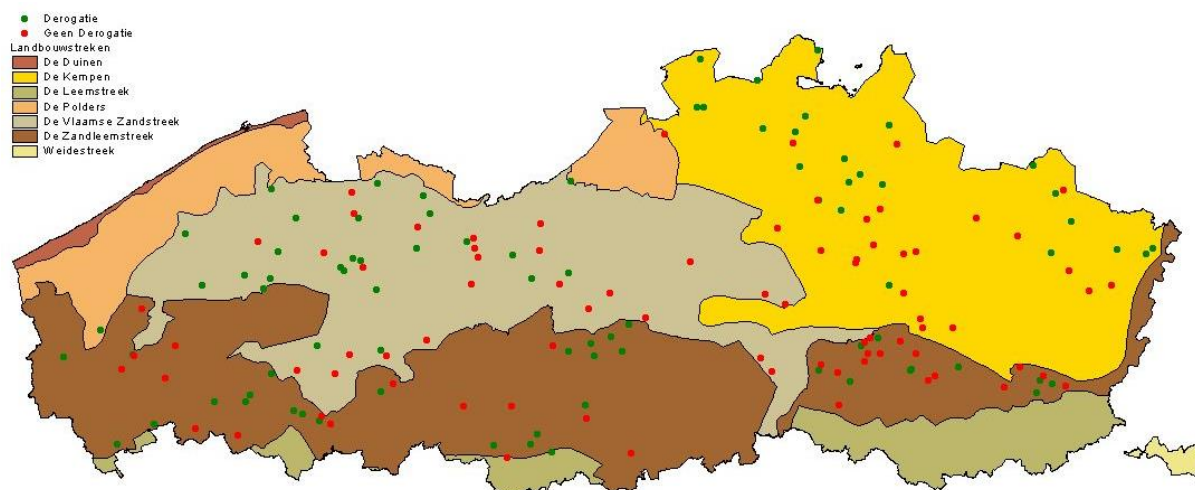 Derogatie
Geen Derogatie
Landbouwstreken
De Duinen
De Kempen
De Leemstreek
De Polders
De Vlaamse Zandstreek
De Zandleemstreek
Weidestreek